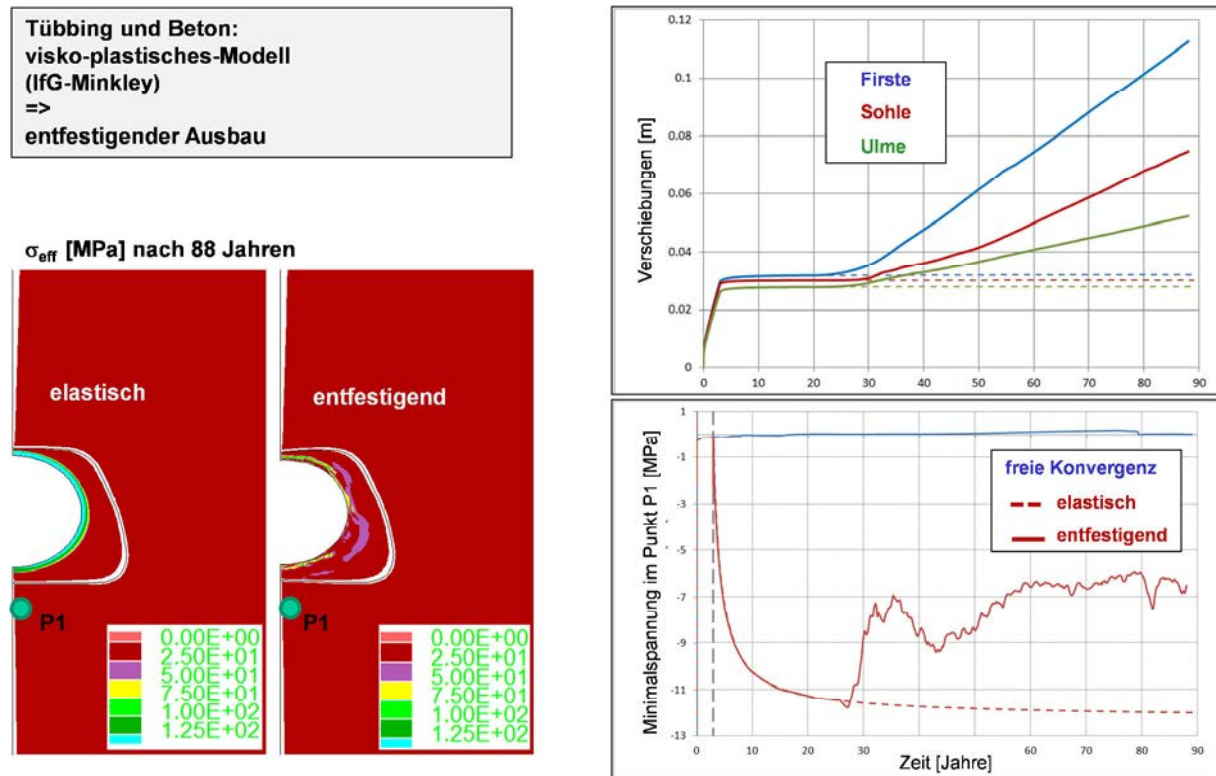 Tübbing und Beton:
visko-plastisches-Modell
(IfG-Minkley)
=>
entfestigender Ausbau
σeff [MPa] nach 88 Jahren
elastisch
P1
0.00E+00
2.50E+01
5.00E+01
7.50E+01
1.00E+02
1.25E+02
entfestigend
P1
0.00E+00
2.50E+01
5.00E+01
7.50E+01
1.00E+02
1.25E+02
Verschiebungen [m]
0.12
0.1
0.08
0.06
0.04
0.02
0
Firste
Sohle
Ulme
0 10 20 30 40 50 60 70 80 90
Minimalspannung im Punkt P1 [MPa]
1
-1
-3
-5
-7
-9
-11
-13
freie Konvergenz
elastisch
entfestigend
0 10 20 30 40 50 60 70 80 90
Zeit [Jahre]